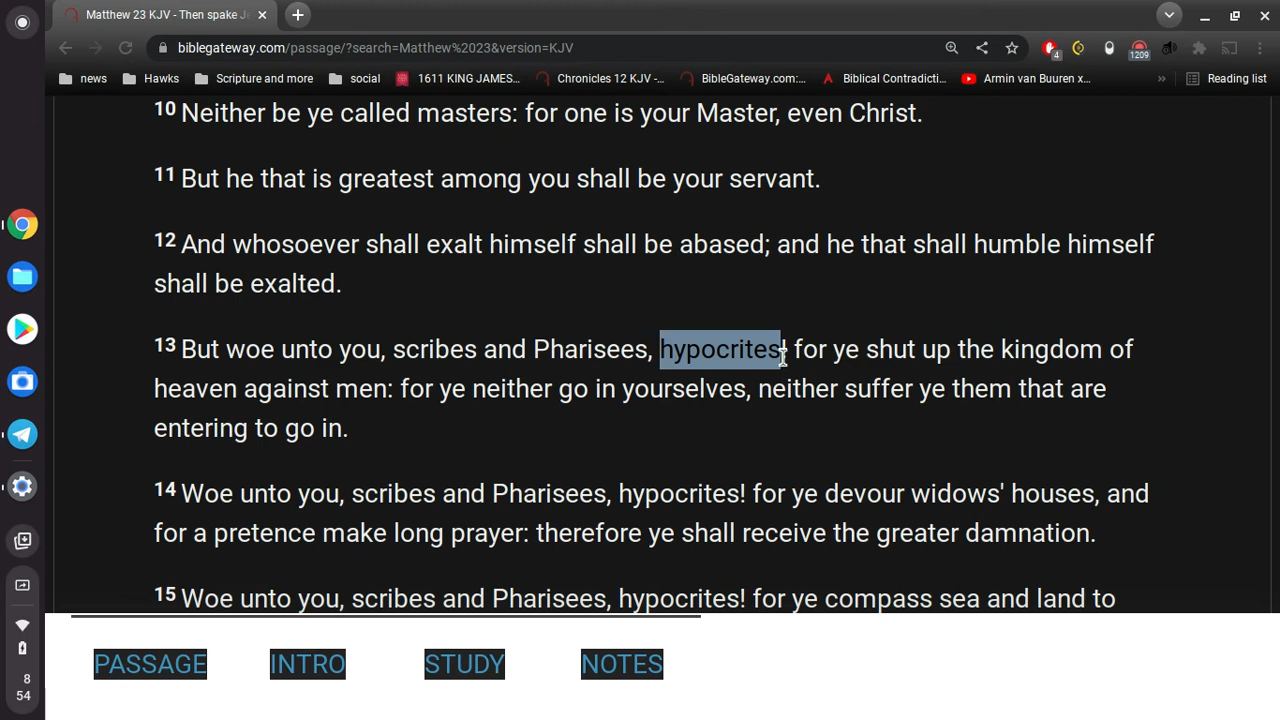 Matthew 23 KJV - Then spake Je
biblegateway.com/passage/?search=Matthew%2023&version=KJV
4
1209
news
Hawks
Scripture and more
social
1611 KING JAMES...
Chronicles 12 KJV -...
BibleGateway.com:...
Biblical Contradicti...
Armin van Buuren x...
»
Reading list
10 Neither be ye called masters: for one is your Master, even Christ.
11 But he that is greatest among you shall be your servant.
12 And whosoever shall exalt himself shall be abased; and he that shall humble himself
shall be exalted.
13 But woe unto you, scribes and Pharisees, hypocrites! for ye shut up the kingdom of
heaven against men: for ye neither go in yourselves, neither suffer ye them that are
entering to go in.
14 Woe unto you, scribes and Pharisees, hypocrites! for ye devour widows' houses, and
for a pretence make long prayer: therefore ye shall receive the greater damnation.
15 Woe unto you, scribes and Pharisees, hypocrites! for ye compass sea and land to
PASSAGE
INTRO
STUDY
NOTES
8
54